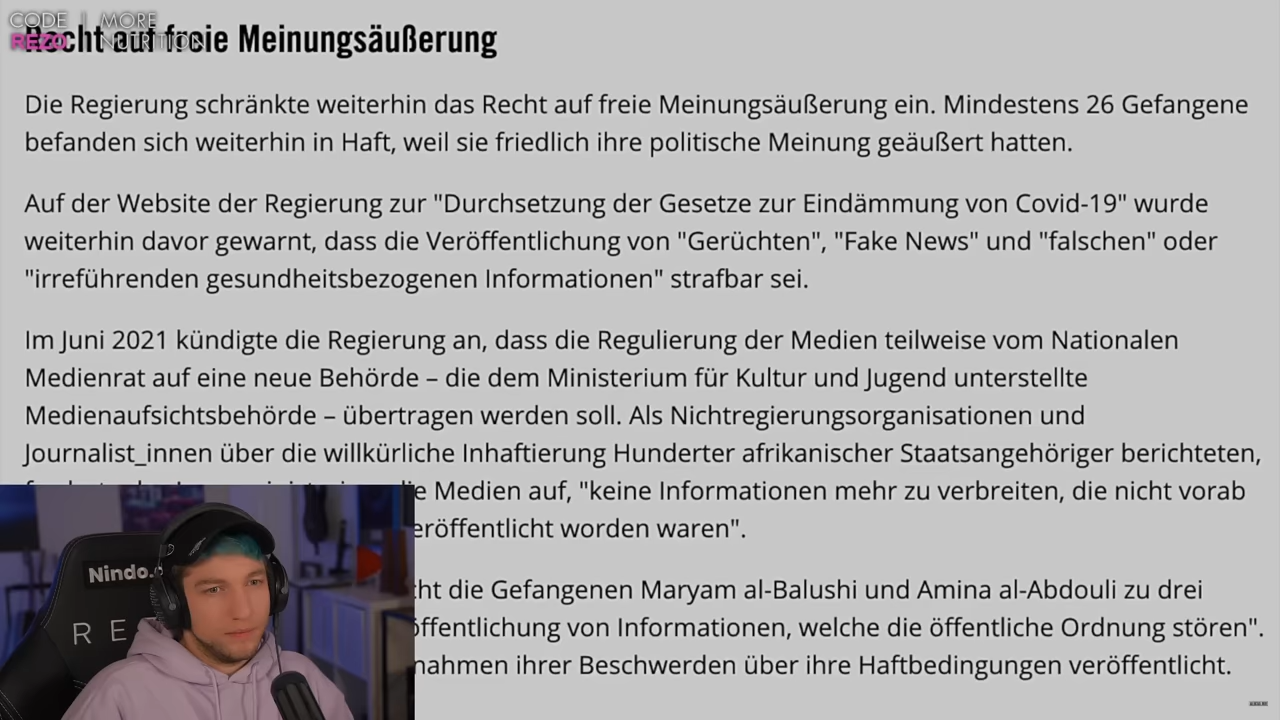 CODE | MORE
REZO NUTRITION
Recht auf freie Meinungsäußerung
Die Regierung schränkte weiterhin das Recht auf freie Meinungsäußerung ein. Mindestens 26 Gefangene
befanden sich weiterhin in Haft, weil sie friedlich ihre politische Meinung geäußert hatten.
Auf der Website der Regierung zur "Durchsetzung der Gesetze zur Eindämmung von Covid-19" wurde
weiterhin davor gewarnt, dass die Veröffentlichung von "Gerüchten", "Fake News" und "falschen" oder
"irreführenden gesundheitsbezogenen Informationen" strafbar sei.
Im Juni 2021 kündigte die Regierung an, dass die Regulierung der Medien teilweise vom Nationalen
Medienrat auf eine neue Behörde – die dem Ministerium für Kultur und Jugend unterstellte
Medienaufsichtsbehörde – übertragen werden soll. Als Nichtregierungsorganisationen und
Journalist_innen über die willkürliche Inhaftierung Hunderter afrikanischer Staatsangehöriger berichteten,
die Medien auf, "keine Informationen mehr zu verbreiten, die nicht vorab
eröffentlicht worden waren".
cht die Gefangenen Maryam al-Balushi und Amina al-Abdouli zu drei
öffentlichung von Informationen, welche die öffentliche Ordnung stören".
nahmen ihrer Beschwerden über ihre Haftbedingungen veröffentlicht.
Nindo.
RE